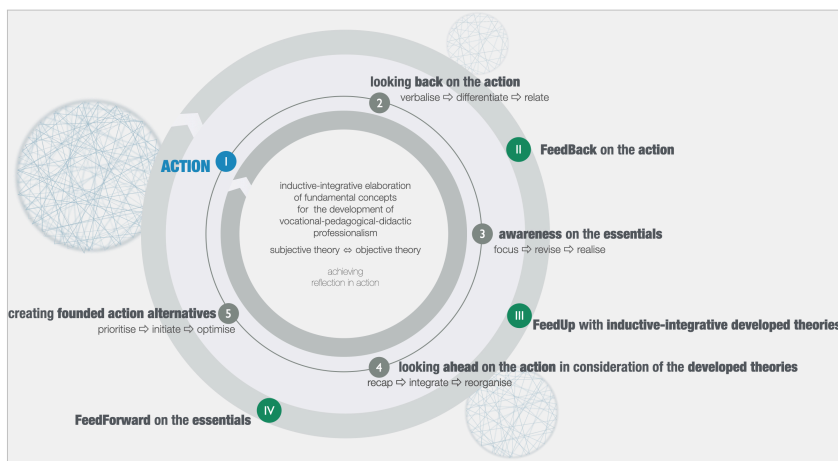 looking back on the action
2
verbalise ⇨ differentiate ⇨ relate
II
FeedBack on the action
ACTION
I
inductive-integrative elaboration
of fundamental concepts
for the development of
vocational-pedagogical-didactic
professionalism
subjective theory ⇔ objective theory
achieving
reflection in action
3
awareness on the essentials
focus ⇨ revise ⇨ realise
creating founded action alternatives
5
prioritise ⇨ initiate ⇨ optimise
III
FeedUp with inductive-integrative developed theories
4
looking ahead on the action in consideration of the developed theories
recap ⇨ integrate ⇨ reorganise
IV
FeedForward on the essentials